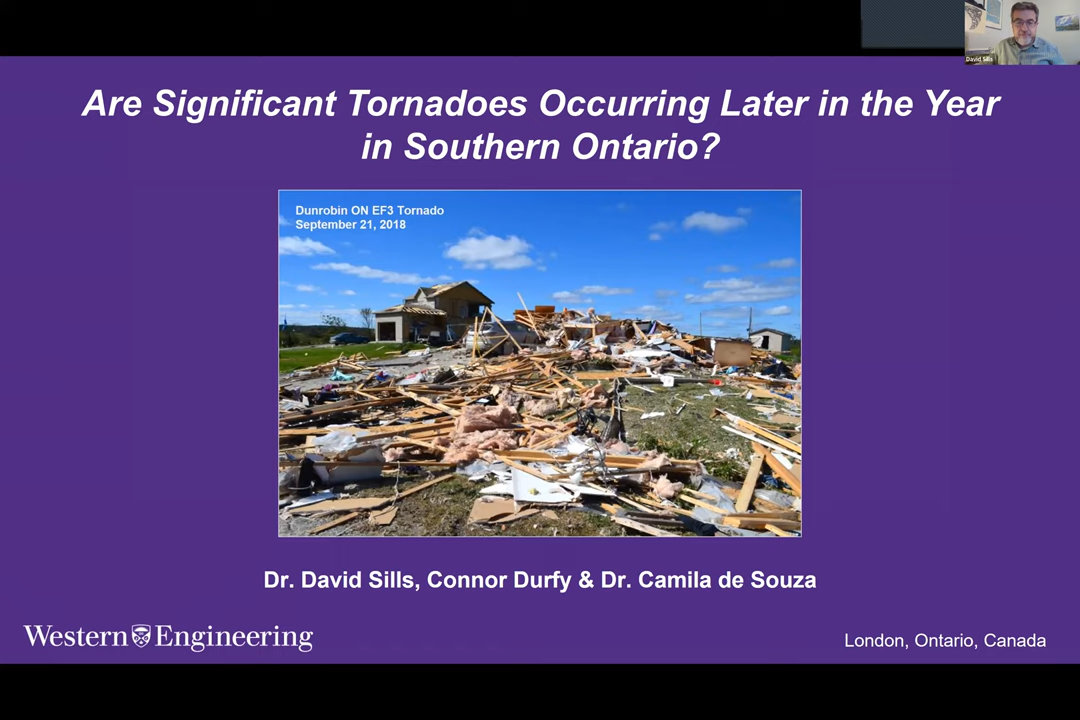 David Sills
Are Significant Tornadoes Occurring Later in the Year
in Southern Ontario?
Dunrobin ON EF3 Tornado
September 21, 2018
Dr. David Sills, Connor Durfy & Dr. Camila de Souza
Western Engineering
London, Ontario, Canada